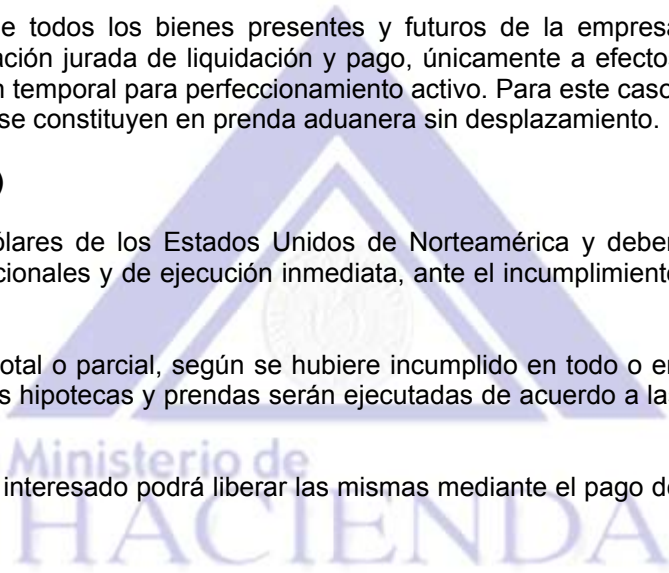 e todos los bienes presentes y futuros de la empresa
ación jurada de liquidación y pago, únicamente a efecto
n temporal para perfeccionamiento activo. Para este caso
se constituyen en prenda aduanera sin desplazamiento.
)
ólares de los Estados Unidos de Norteamérica y deber
cionales y de ejecución inmediata, ante el incumplimiento
otal o parcial, según se hubiere incumplido en todo o en
s hipotecas y prendas serán ejecutadas de acuerdo a la
Ministerio de
interesado podrá liberar las mismas mediante el pago de
HACIENDA